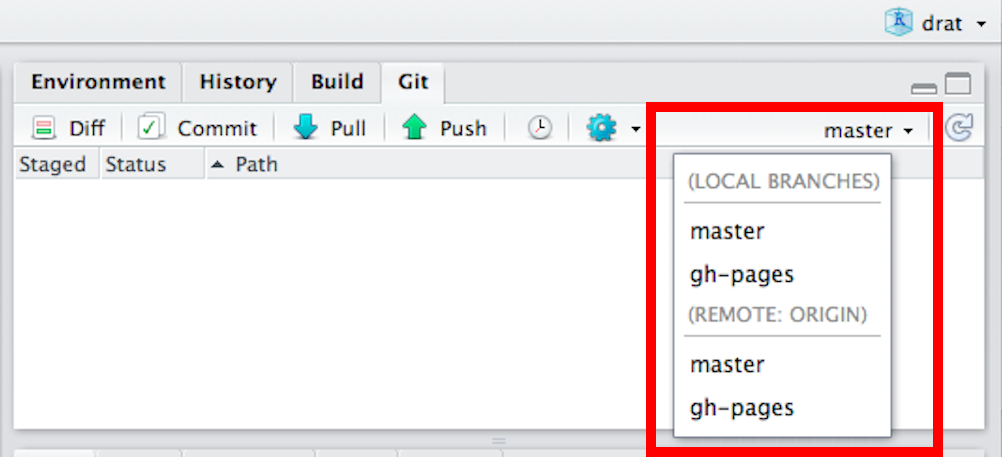 drat
Environment History Build Git
Diff Commit Pull Push master
Staged Status Path
(LOCAL BRANCHES)
master
gh-pages
(REMOTE: ORIGIN)
master
gh-pages